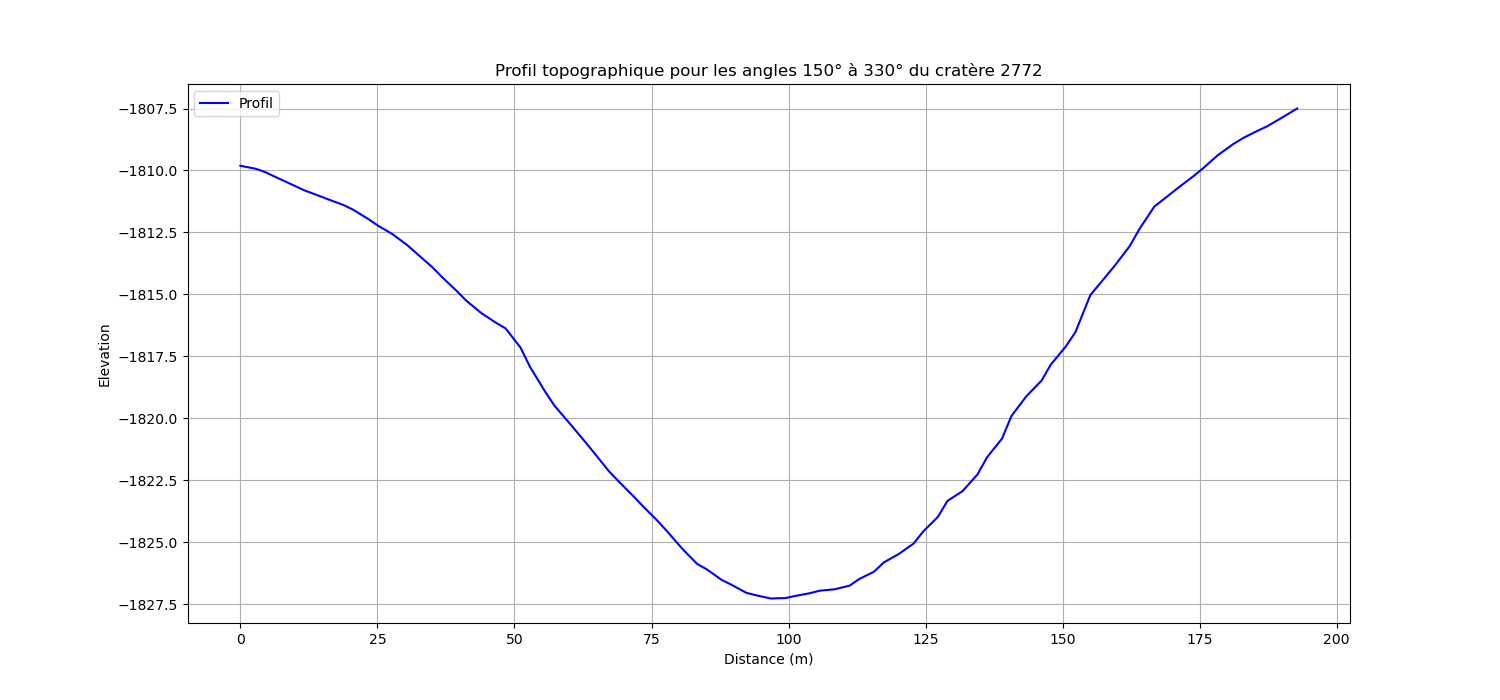 Profil topographique pour les angles 150° à 330° du cratère 2772
Profil
−1807.5
−1810.0
−1812.5
−1815.0
−1817.5
−1820.0
−1822.5
−1825.0
−1827.5
Elevation
0 25 50 75 100 125 150 175 200
Distance (m)